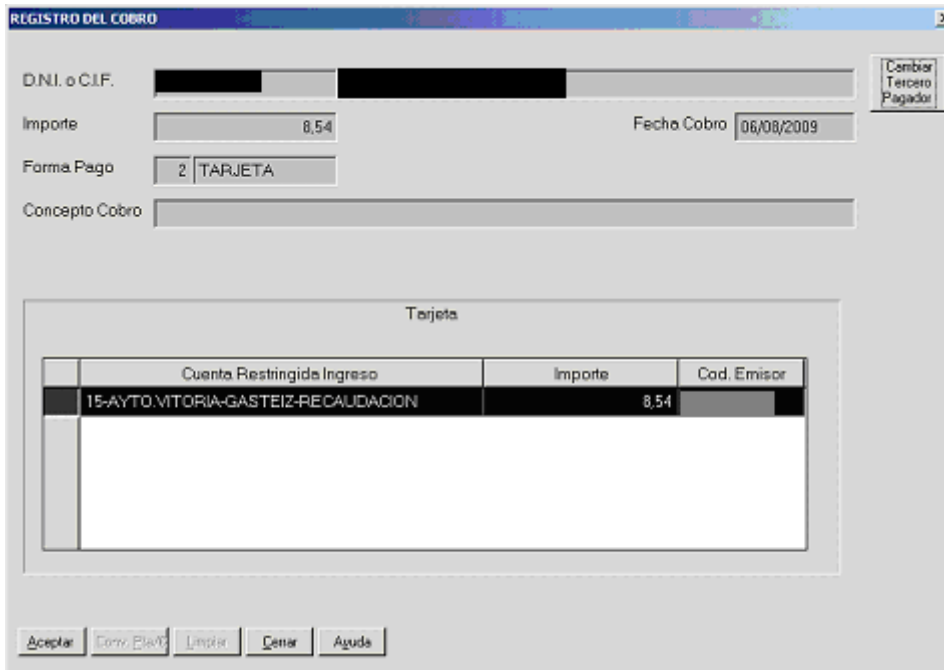 REGISTRO DEL COBRO
D.N.I. o C.I.F.
Cambiar
Tercero
Pagador
Importe 8,54 Fecha Cobro 06/08/2009
Forma Pago 2 TARJETA
Concepto Cobro
Tarjeta
Cuenta Restringida Ingreso Importe Cod. Emisor
15-AYTO.VITORIA-GASTEIZ-RECAUDACION 8,54
Aceptar Limpiar Cerrar Ayuda